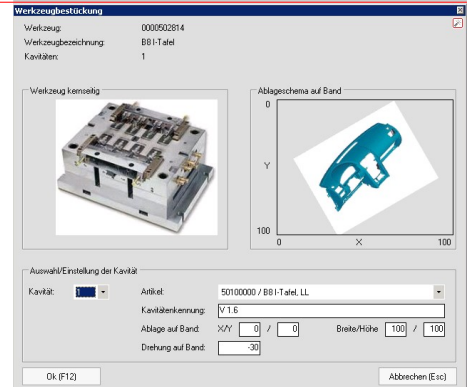 Werkzeugbestückung
Werkzeug: 0000502814
Werkzeugbezeichnung: B8 I-Tafel
Kavitäten: 1
Werkzeug kernseitig
Ablageschema auf Band
0
Y
100
0 X 100
Auswahl/Einstellung der Kavität
Kavität: 1 Artikel: 50100000 / B8 I-Tafel, LL
Kavitätenkennung: V 1.6
Ablage auf Band: X/Y 0 / 0 Breite/Höhe 100 / 100
Drehung auf Band: -30
Ok (F12) Abbrechen (Esc)